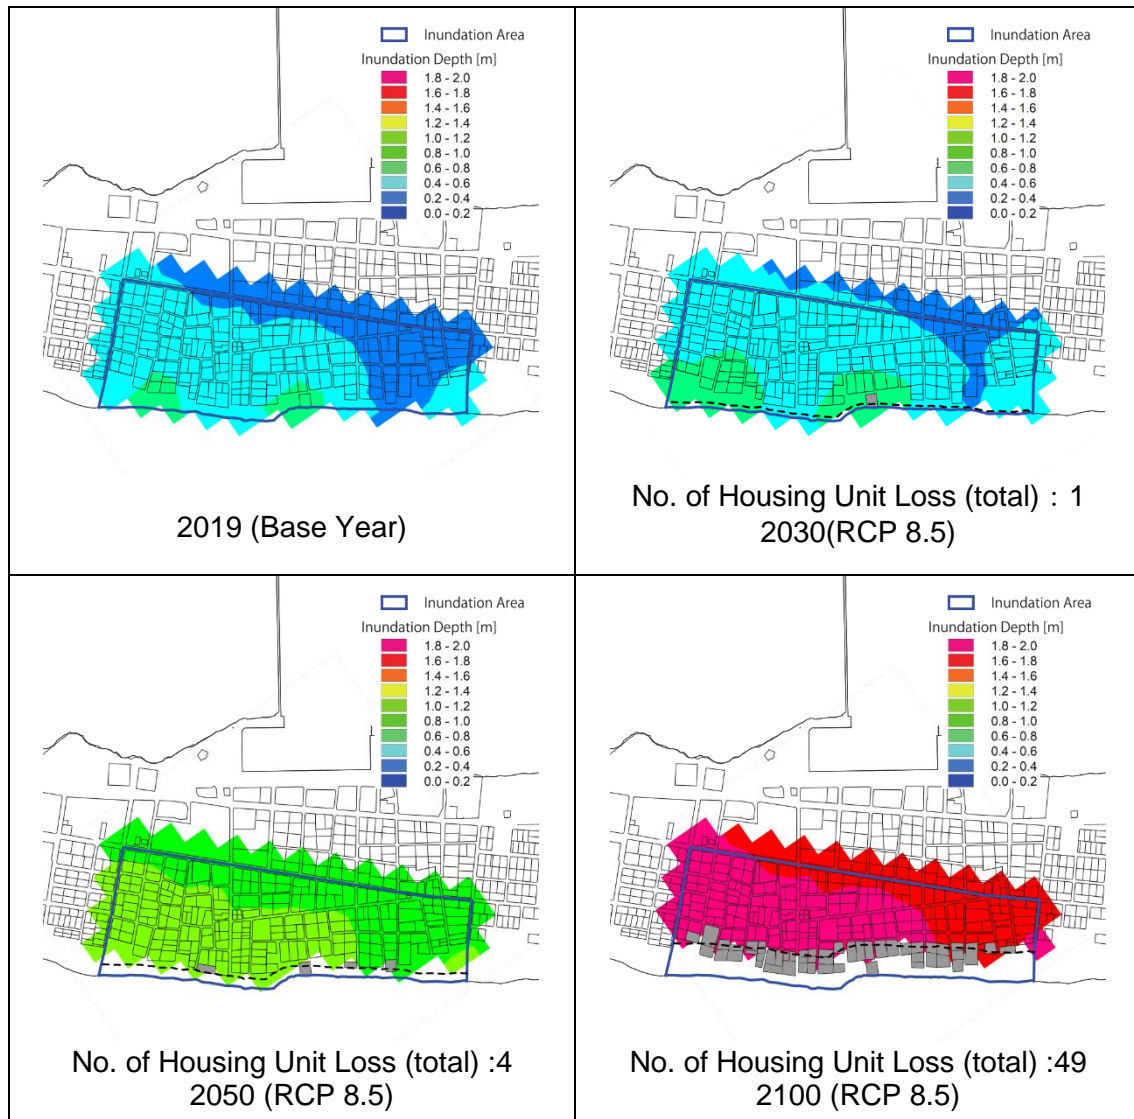 Inundation Area
Inundation Depth [m]
1.8 - 2.0
1.6 - 1.8
1.4 - 1.6
1.2 - 1.4
1.0 - 1.2
0.8 - 1.0
0.6 - 0.8
0.4 - 0.6
0.2 - 0.4
0.0 - 0.2
2019 (Base Year)
Inundation Area
Inundation Depth [m]
1.8 - 2.0
1.6 - 1.8
1.4 - 1.6
1.2 - 1.4
1.0 - 1.2
0.8 - 1.0
0.6 - 0.8
0.4 - 0.6
0.2 - 0.4
0.0 - 0.2
No. of Housing Unit Loss (total)：1
2030(RCP 8.5)
Inundation Area
Inundation Depth [m]
1.8 - 2.0
1.6 - 1.8
1.4 - 1.6
1.2 - 1.4
1.0 - 1.2
0.8 - 1.0
0.6 - 0.8
0.4 - 0.6
0.2 - 0.4
0.0 - 0.2
No. of Housing Unit Loss (total) :4
2050 (RCP 8.5)
Inundation Area
Inundation Depth [m]
1.8 - 2.0
1.6 - 1.8
1.4 - 1.6
1.2 - 1.4
1.0 - 1.2
0.8 - 1.0
0.6 - 0.8
0.4 - 0.6
0.2 - 0.4
0.0 - 0.2
No. of Housing Unit Loss (total) :49
2100 (RCP 8.5)